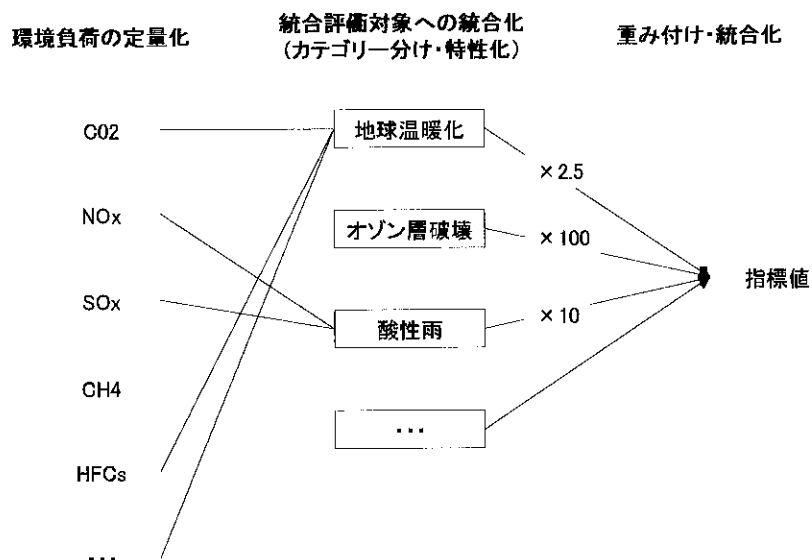 環境負荷の定量化
統合評価対象への統合化
(カテゴリー分け・特性化)
重み付け・統合化
CO2
NOx
SOx
CH4
HFCs
・・・
地球温暖化
オゾン層破壊
酸性雨
・・・
×2.5
×100
×10
指標値